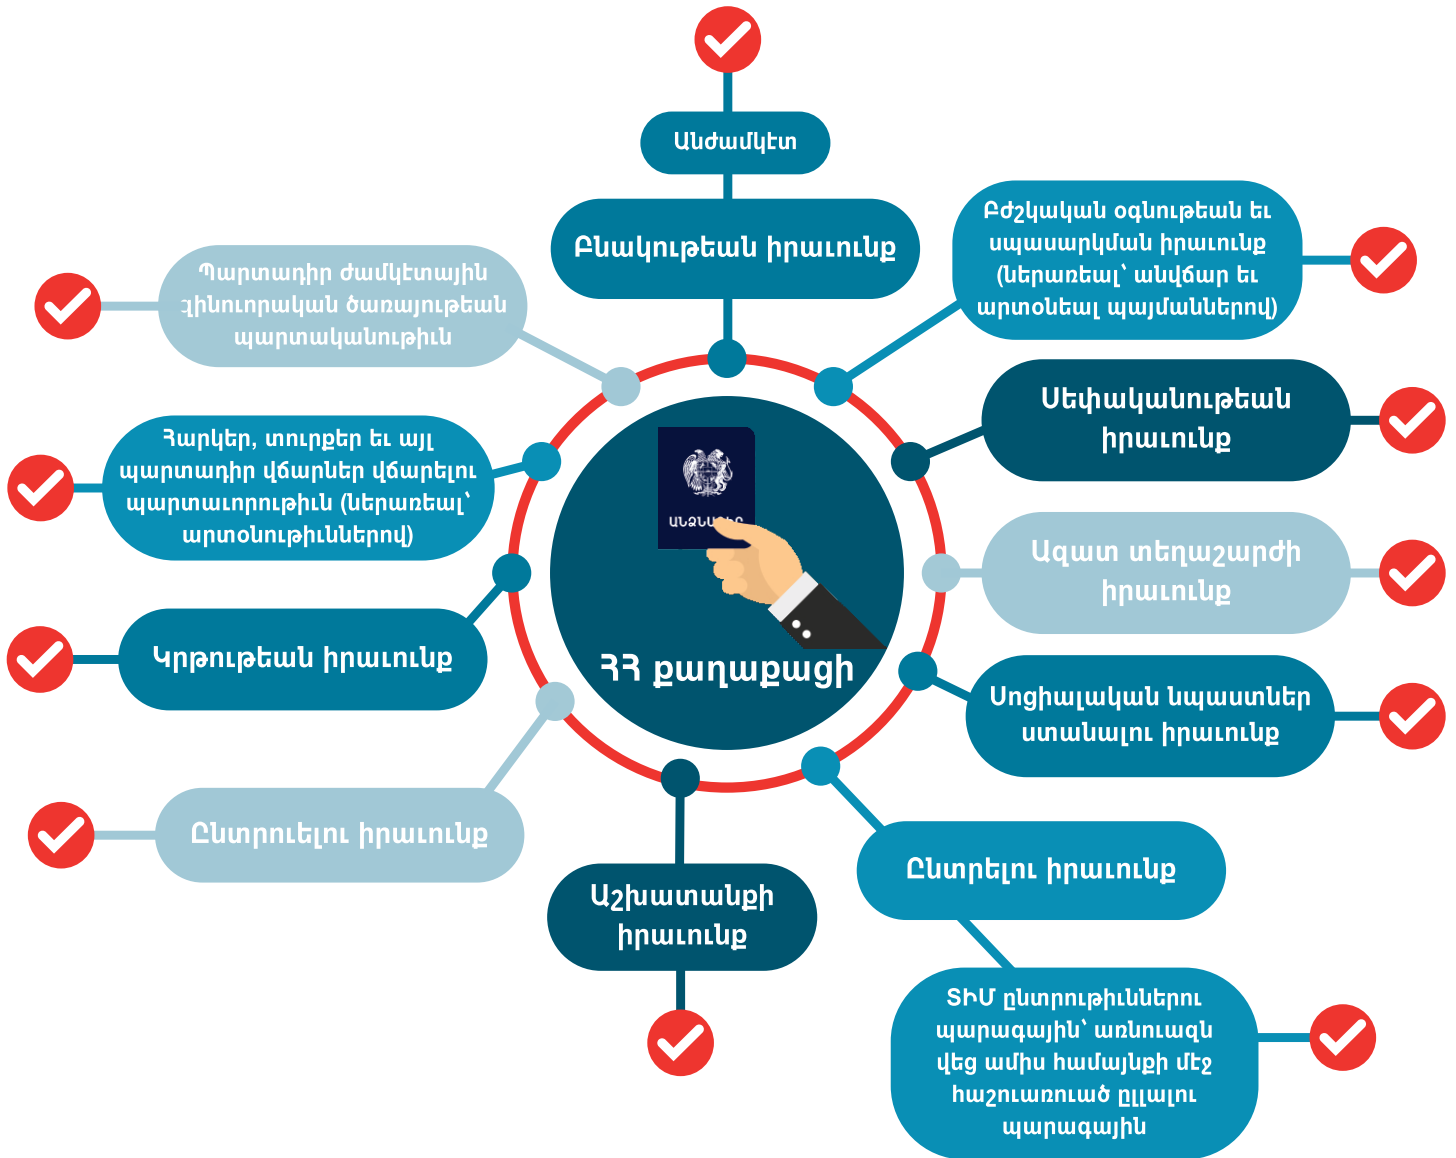 Անժամկէտ
Բնակութեան իրաւունք
Բժշկական օգնութեան եւ
սպասարկման իրաւունք
(ներառեալ՝ անվճար եւ
արտօնեալ պայմաններով)
Սեփականութեան
իրաւունք
Ազատ տեղաշարժի
իրաւունք
Սոցիալական նպաստներ
ստանալու իրաւունք
Ընտրելու իրաւունք
ՏԻՄ ընտրութիւններու
պարագային՝ առնուազն
վեց ամիս համայնքի մէջ
հաշուառուած ըլլալու
պարագային
Աշխատանքի
իրաւունք
Ընտրուելու իրաւունք
Կրթութեան իրաւունք
Հարկեր, տուրքեր եւ այլ
պարտադիր վճարներ վճարելու
պարտաւորութիւն (ներառեալ՝
արտօնութիւններով)
Պարտադիր ժամկէտային
զինուորական ծառայութեան
պարտականութիւն
ՀՀ քաղաքացի